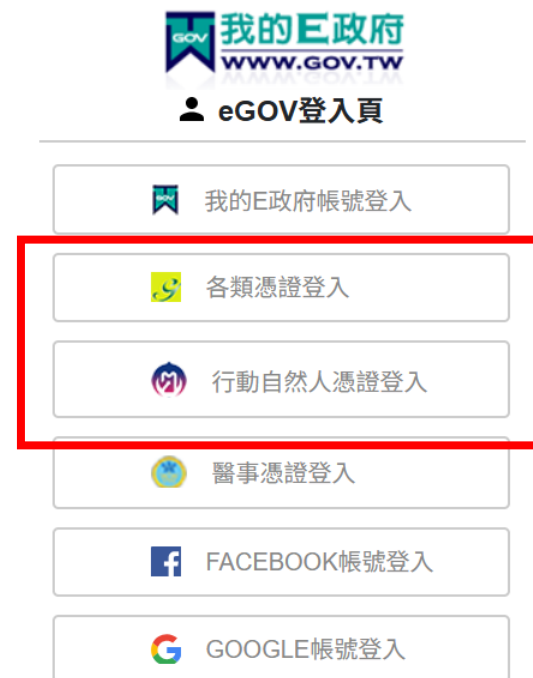 GOV 我的E政府
WWW.GOV.TW
eGOV登入頁
我的E政府帳號登入
各類憑證登入
行動自然人憑證登入
醫事憑證登入
FACEBOOK帳號登入
GOOGLE帳號登入